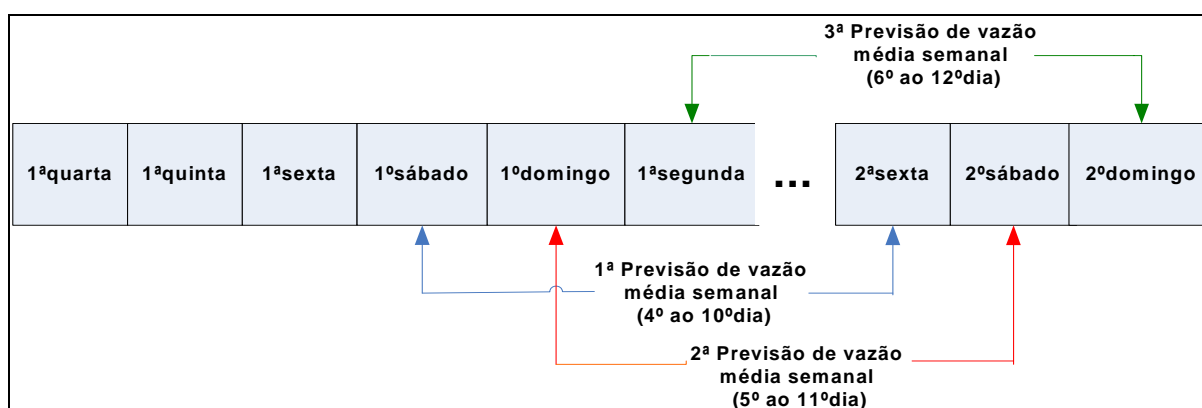 3ª Previsão de vazão
média semanal
(6º ao 12ºdia)
1ªquarta 1ªquinta 1ªsexta 1ºsábado 1ºdomingo 1ªsegunda ... 2ªsexta 2ºsábado 2ºdomingo
1ª Previsão de vazão
média semanal
(4º ao 10ºdia)
2ª Previsão de vazão
média semanal
(5º ao 11ºdia)